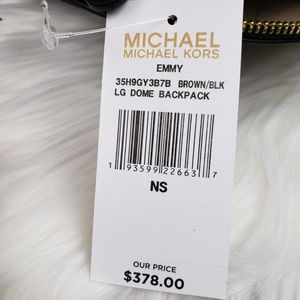 MICHAEL
MICHAEL KORS
EMMY
35H9GY3B7B BROWN/BLK
LG DOME BACKPACK
1 93599 22663 7
NS
OUR PRICE
$378.00